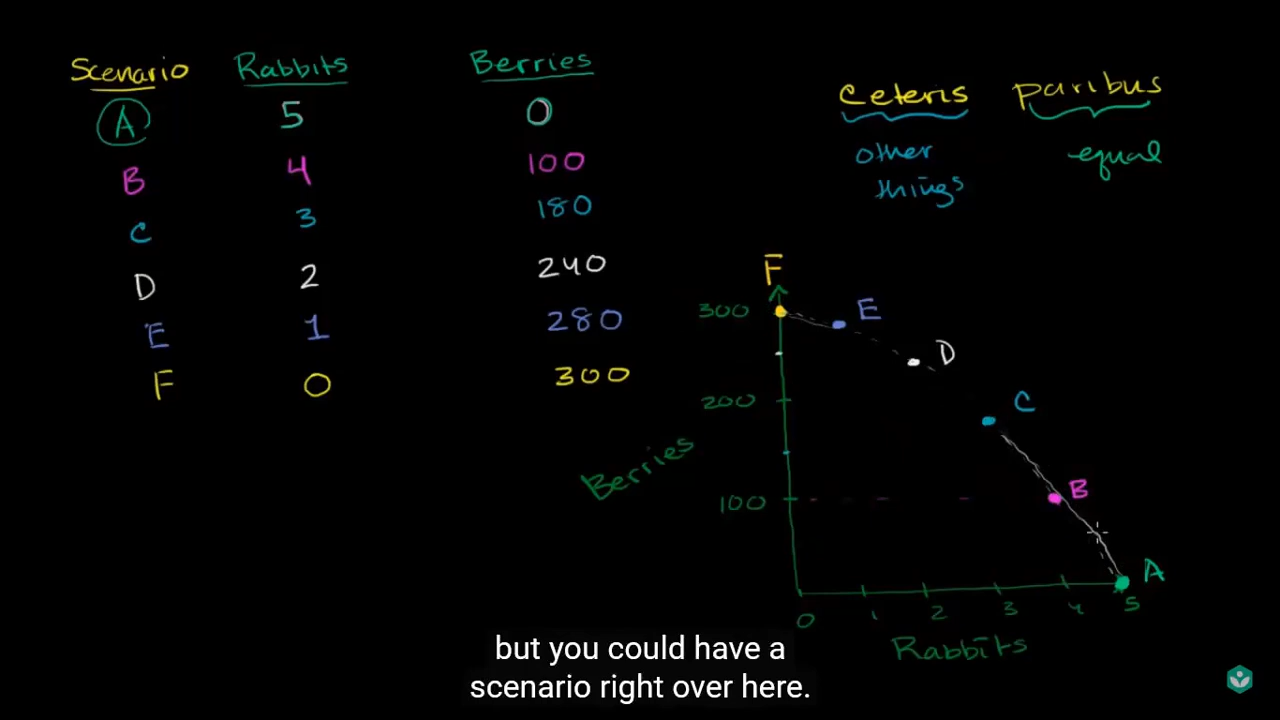 Scenario Rabbits Berries
A 5 0
B 4 100
C 3 180
D 2 240
E 1 280
F 0 300
Ceteris paribus
other equal
things
F
300 E
D
200 C
Berries
100 B
A
0 1 2 3 4 5
Rabbits
but you could have a
scenario right over here.